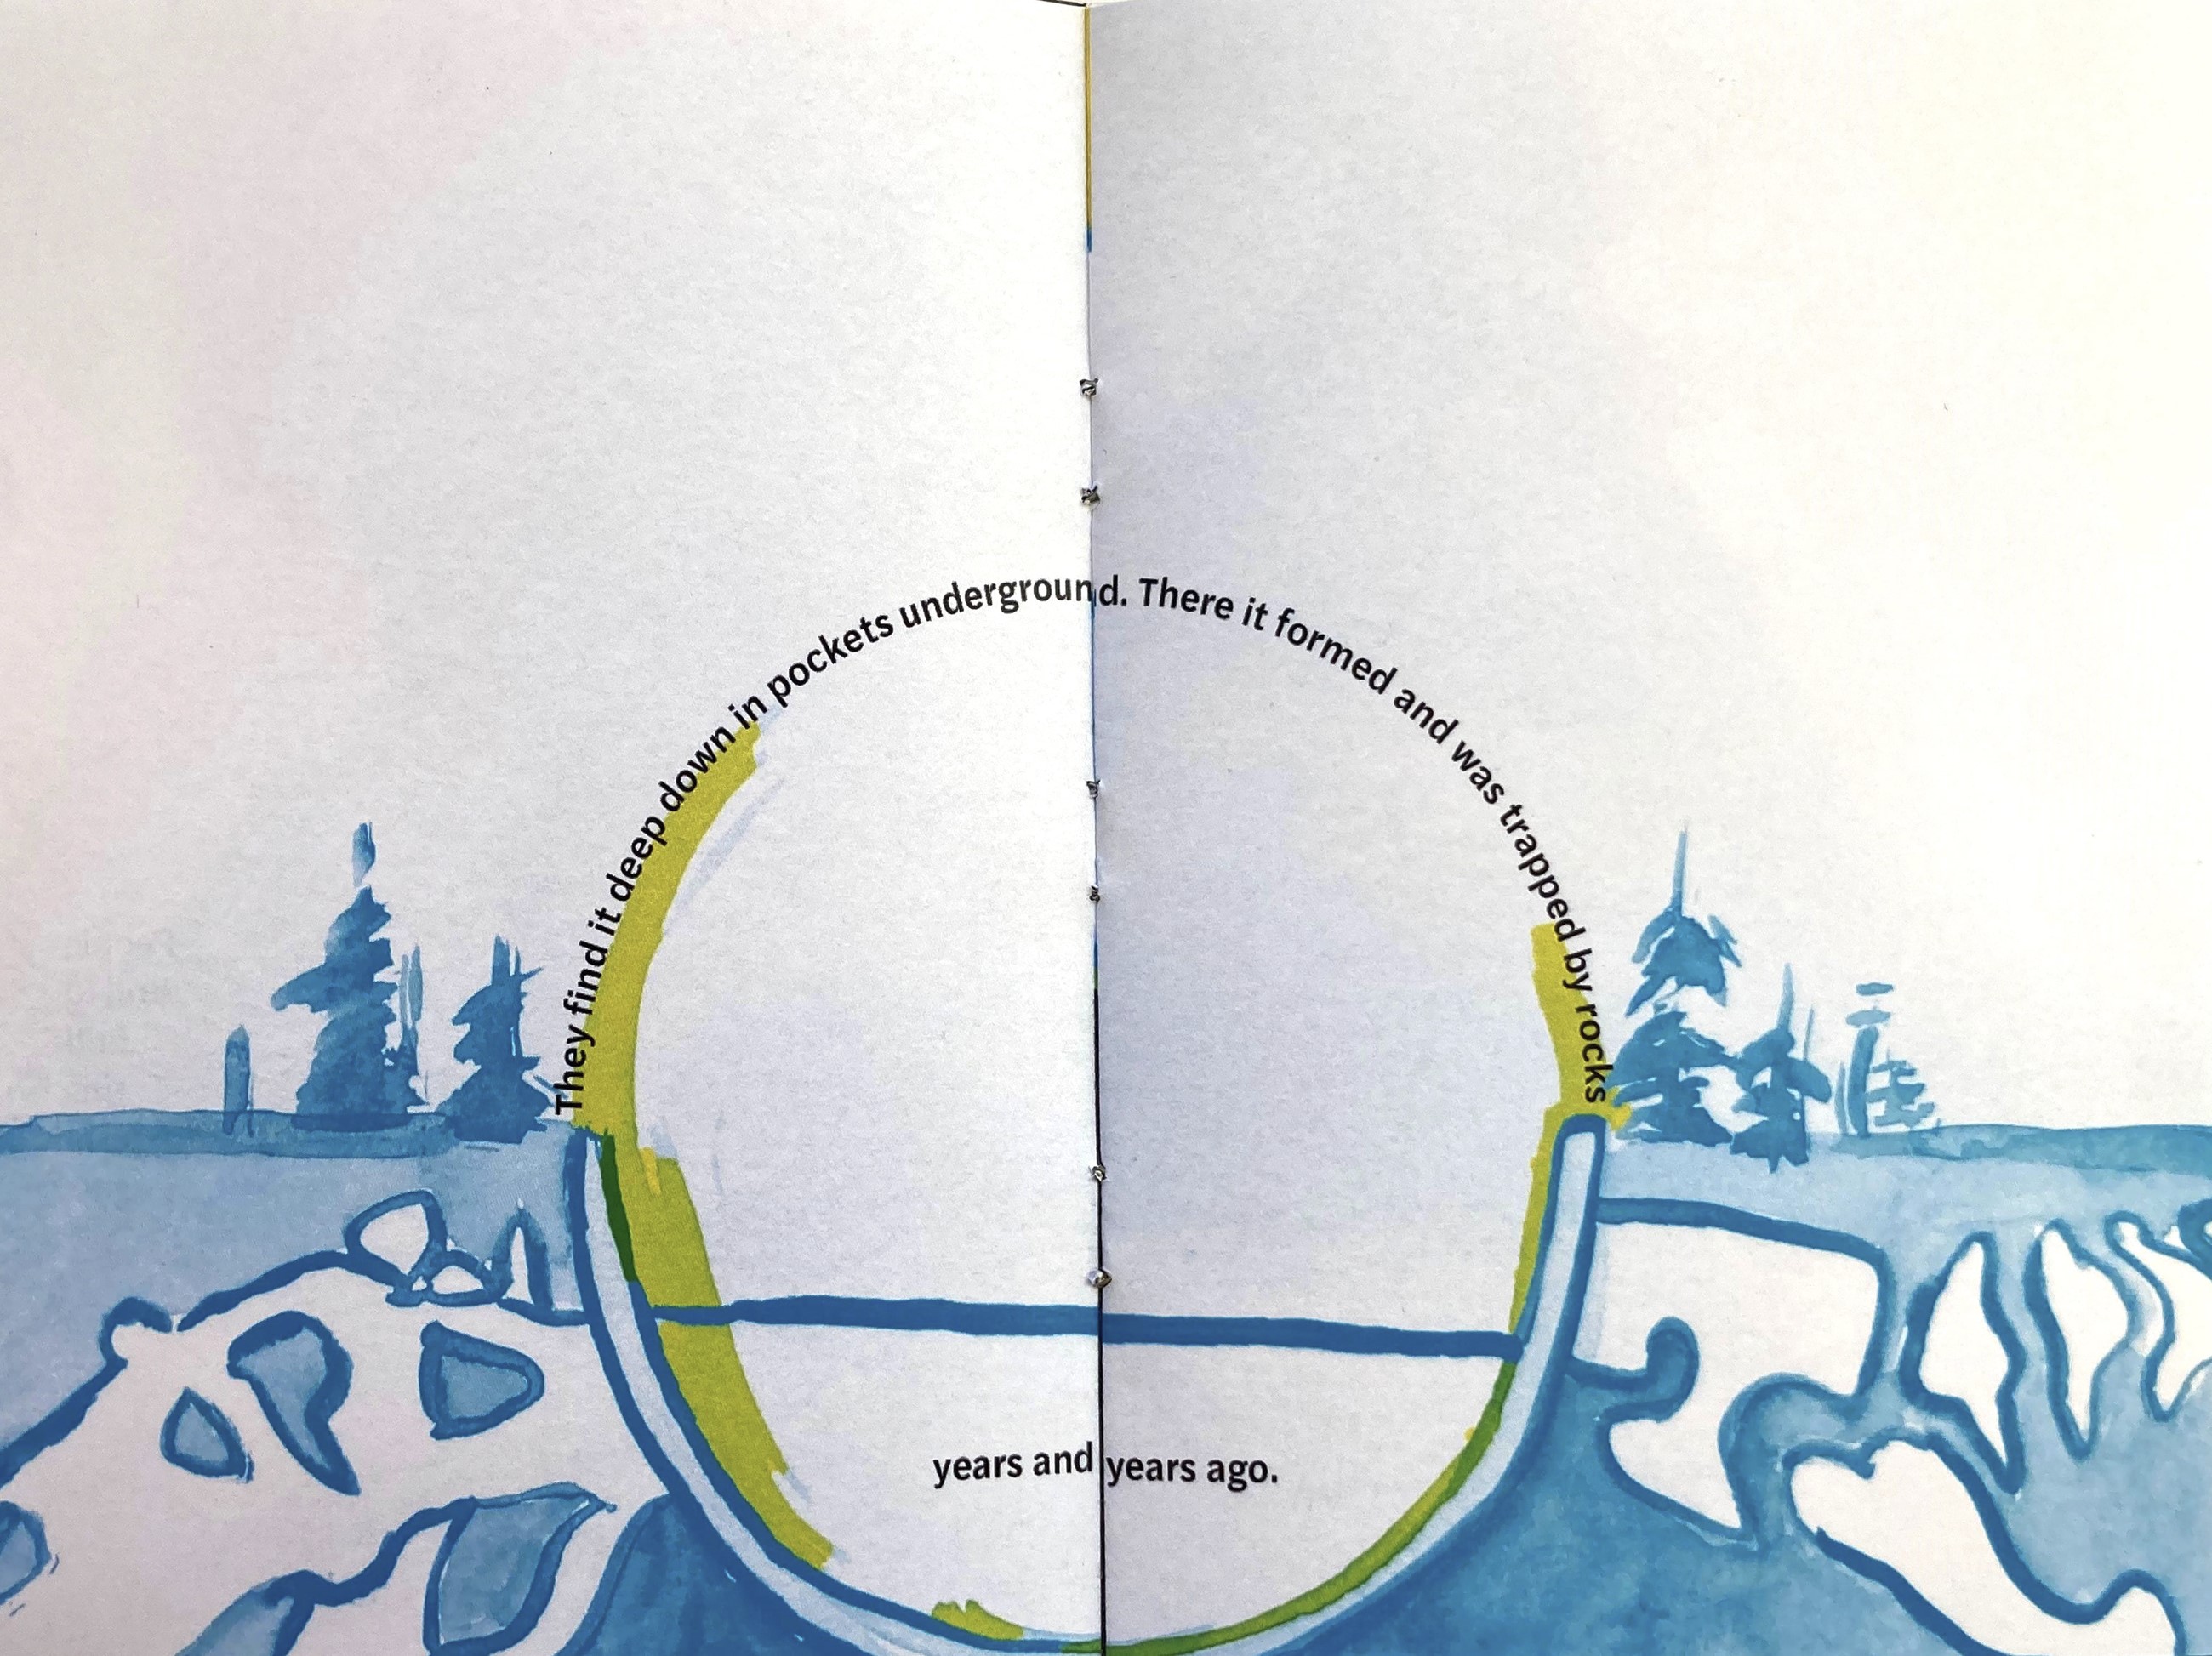 They find it deep down in pockets underground. There it formed and was trapped by rocks
years and years ago.